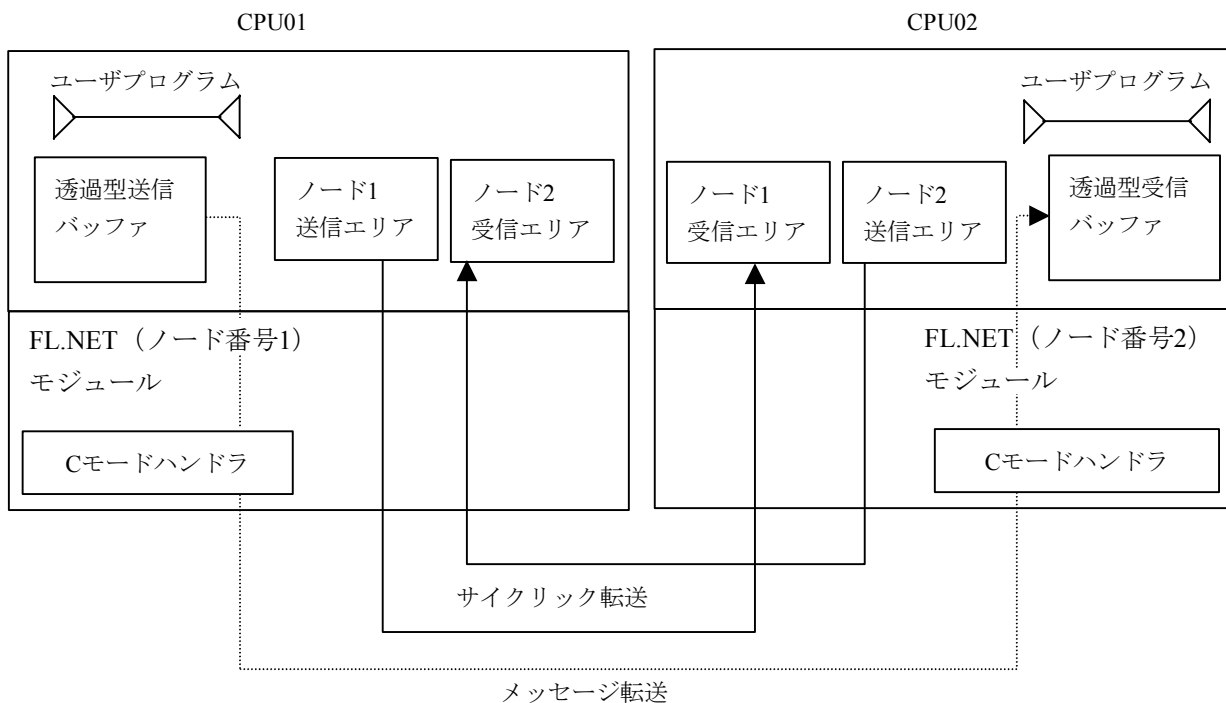 CPU01
CPU02
ユーザプログラム
透過型送信
バッファ
ノード1
送信エリア
ノード2
受信エリア
FL.NET（ノード番号1）
モジュール
Cモードハンドラ
ユーザプログラム
ノード1
受信エリア
ノード2
送信エリア
透過型受信
バッファ
FL.NET（ノード番号2）
モジュール
Cモードハンドラ
サイクリック転送
メッセージ転送